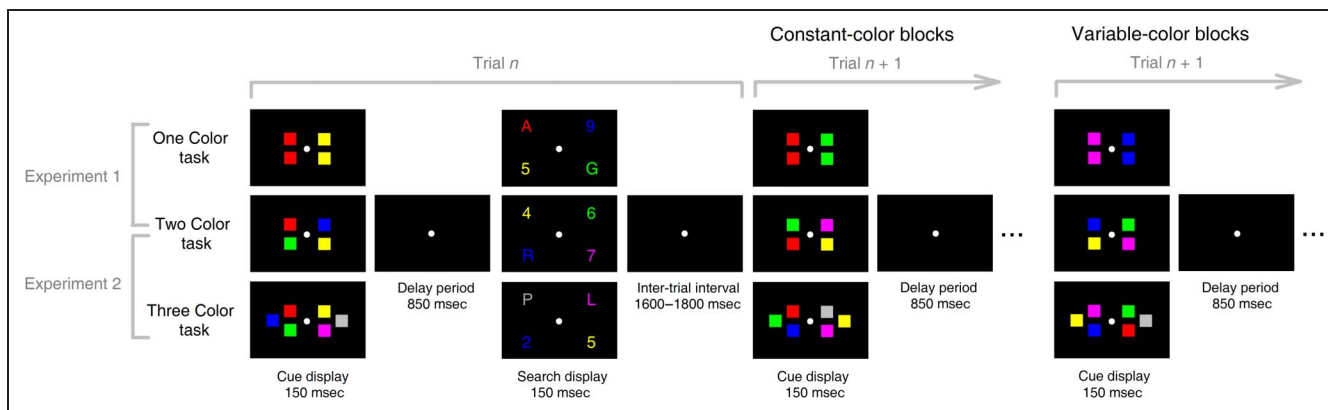 Constant-color blocks
Variable-color blocks
Trial n
Trial n + 1
Trial n + 1
Experiment 1
One Color
task
A 9
5 G
Two Color
task
4 6
R 7
Experiment 2
Three Color
task
P L
2 5
Delay period
850 msec
Inter-trial interval
1600–1800 msec
Delay period
850 msec
...
Delay period
850 msec
...
Cue display
150 msec
Search display
150 msec
Cue display
150 msec
Cue display
150 msec